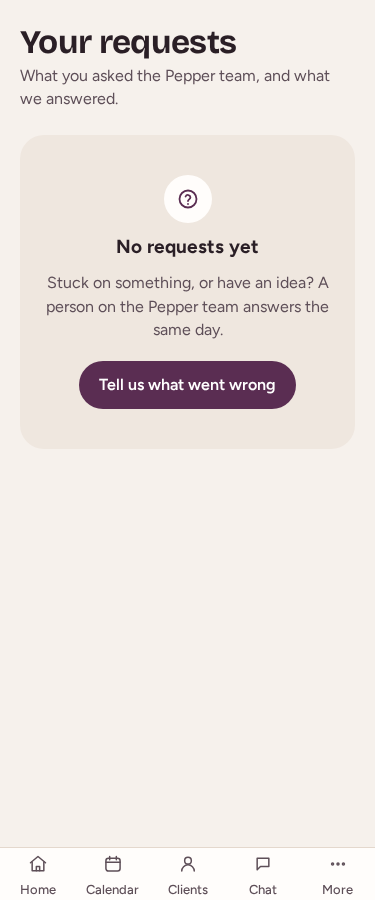 Your requests
What you asked the Pepper team, and what
we answered.
No requests yet
Stuck on something, or have an idea? A
person on the Pepper team answers the
same day.
Tell us what went wrong
Home
Calendar
Clients
Chat
More